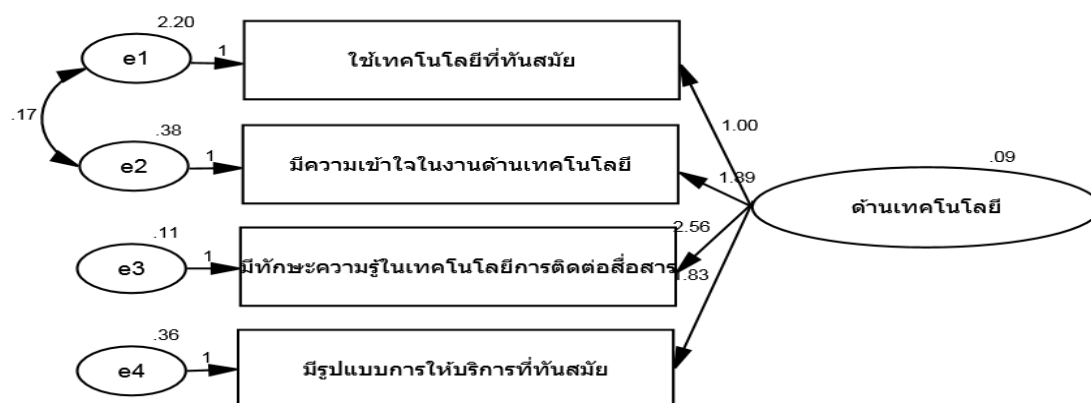 2.20
e1
1
ใช้เทคโนโลยีที่ทันสมัย
.17
1.00
.38
e2
1
มีความเข้าใจในงานด้านเทคโนโลยี
1.89
.09
ด้านเทคโนโลยี
.11
e3
1
มีทักษะความรู้ในเทคโนโลยีการติดต่อสื่อสาร
2.56
1.83
.36
e4
1
มีรูปแบบการให้บริการที่ทันสมัย